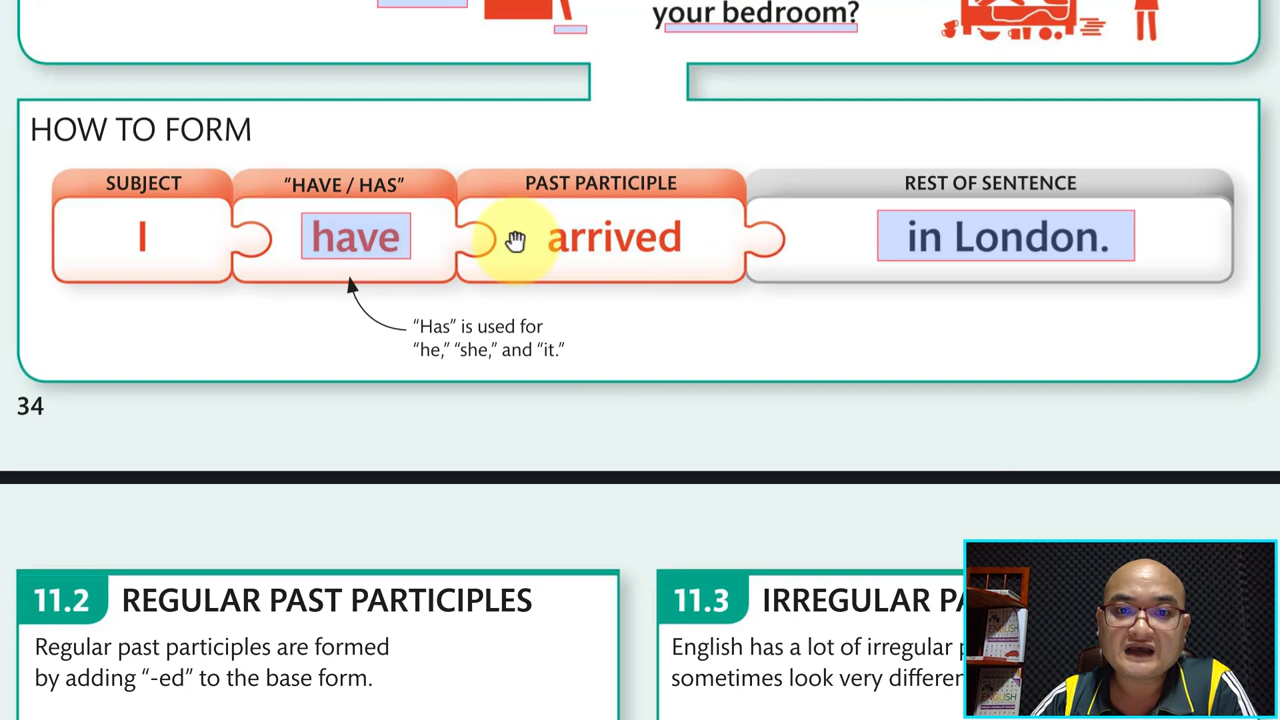 your bedroom?
HOW TO FORM
SUBJECT
“HAVE / HAS”
PAST PARTICIPLE
REST OF SENTENCE
I
have
arrived
in London.
“Has” is used for
“he,” “she,” and “it.”
34
11.2 REGULAR PAST PARTICIPLES
Regular past participles are formed
by adding “-ed” to the base form.
11.3 IRREGULAR PA
English has a lot of irregular
sometimes look very differen
ENGLISH